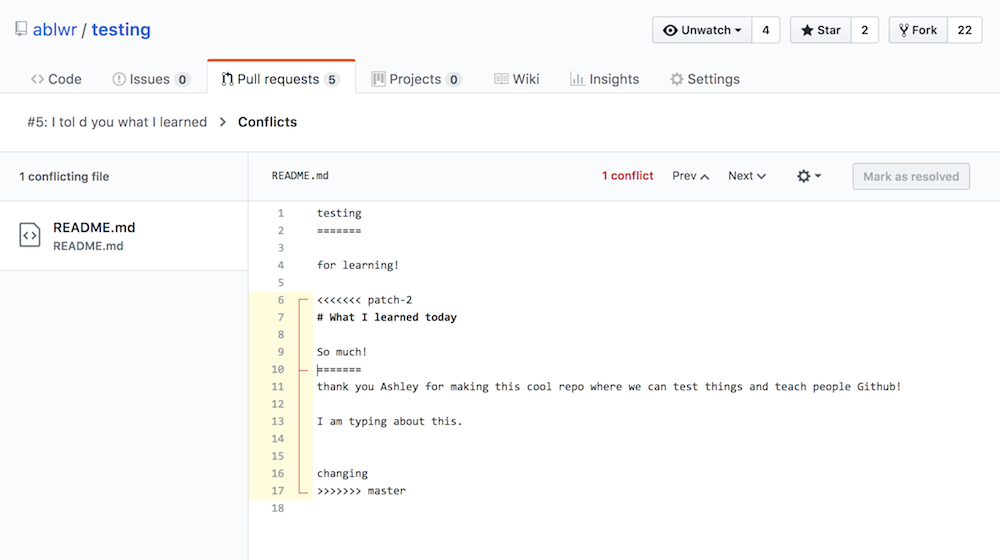 ablwr / testing
Unwatch 4
Star 2
Fork 22
Code
Issues 0
Pull requests 5
Projects 0
Wiki
Insights
Settings
#5: I tol d you what I learned > Conflicts
1 conflicting file
README.md
README.md
README.md
1 conflict
Prev
Next
Mark as resolved
1 testing
2 =======
3
4 for learning!
5
6 <<<<<<< patch-2
7 # What I learned today
8
9 So much!
10 =======
11 thank you Ashley for making this cool repo where we can test things and teach people Github!
12
13 I am typing about this.
14
15
16 changing
17 >>>>>>> master
18